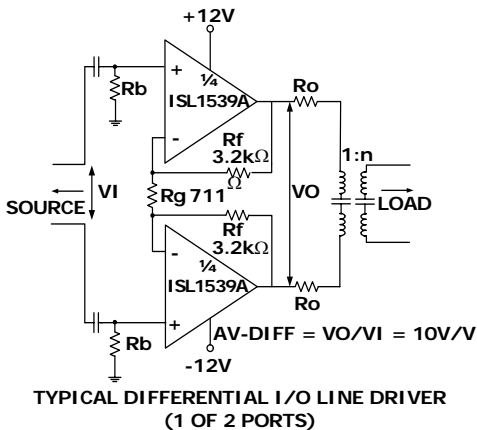 +12V
Rb
+
¼
ISL1539A
-
Ro
Rf
3.2kΩ
1:n
SOURCE
VI
Rg 711
Ω
VO
LOAD
Rf
3.2kΩ
-
¼
ISL1539A
+
Ro
Rb
AV-DIFF = VO/VI = 10V/V
-12V
TYPICAL DIFFERENTIAL I/O LINE DRIVER
(1 OF 2 PORTS)